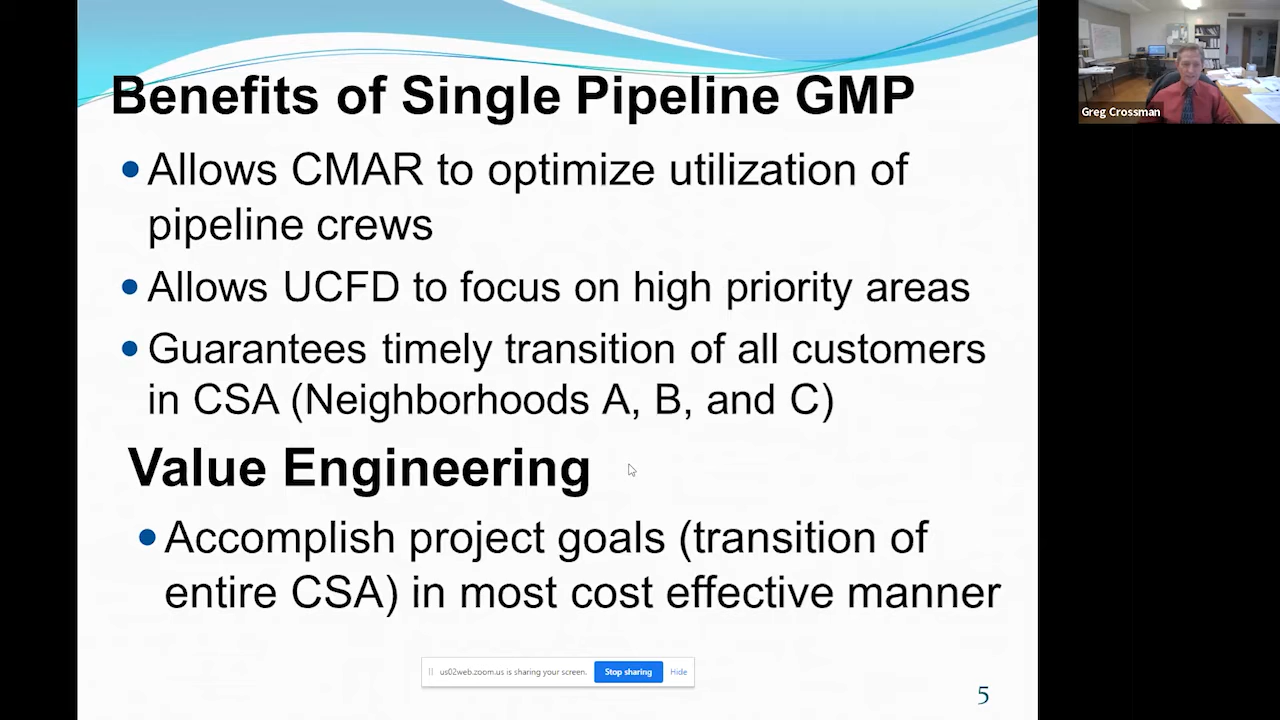 Benefits of Single Pipeline GMP
Allows CMAR to optimize utilization of
pipeline crews
Allows UCFD to focus on high priority areas
Guarantees timely transition of all customers
in CSA (Neighborhoods A, B, and C)
Value Engineering
Accomplish project goals (transition of
entire CSA) in most cost effective manner
us02web.zoom.us is sharing your screen. Stop sharing Hide
5
Greg Crossman